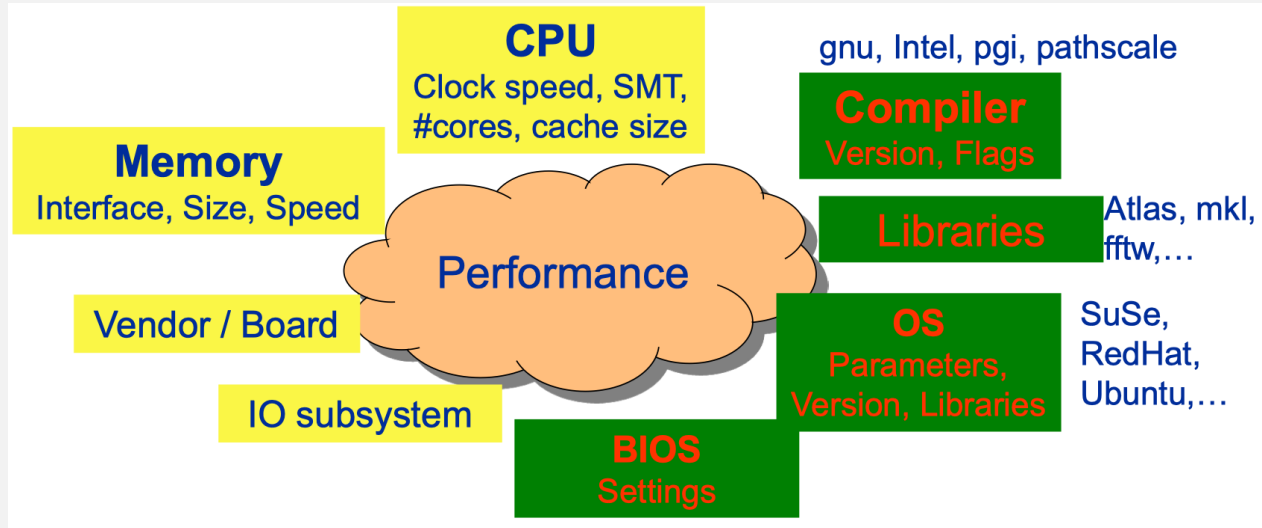 CPU
Clock speed, SMT,
#cores, cache size
gnu, Intel, pgi, pathscale
Compiler
Version, Flags
Memory
Interface, Size, Speed
Libraries
Atlas, mkl,
fftw,…
Performance
Vendor / Board
OS
Parameters,
Version, Libraries
SuSe,
RedHat,
Ubuntu,…
IO subsystem
BIOS
Settings